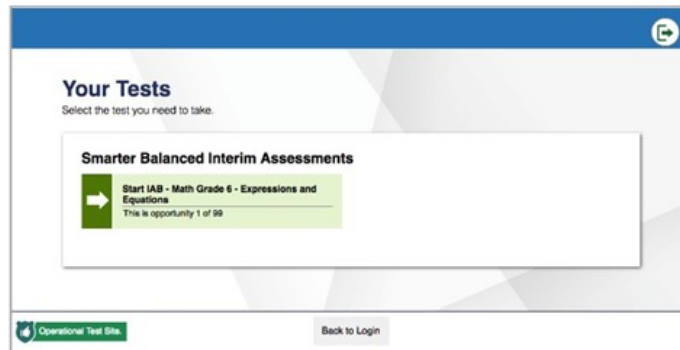 Your Tests
Select the test you need to take.
Smarter Balanced Interim Assessments
Start IAB - Math Grade 6 - Expressions and
Equations
This is opportunity 1 of 99
Operational Test Site.
Back to Login